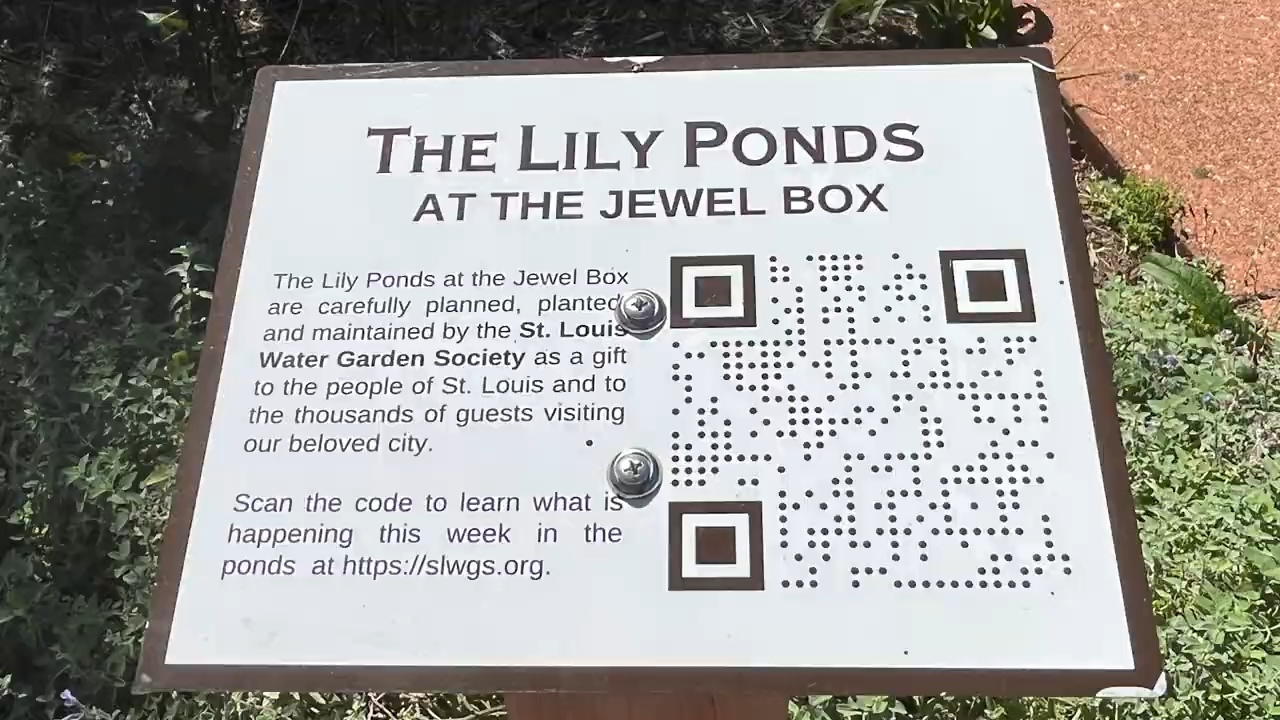 THE LILY PONDS
AT THE JEWEL BOX
The Lily Ponds at the Jewel Box
are carefully planned, planted
and maintained by the St. Louis
Water Garden Society as a gift
to the people of St. Louis and to
the thousands of guests visiting
our beloved city.
Scan the code to learn what is
happening this week in the
ponds at https://slwgs.org.